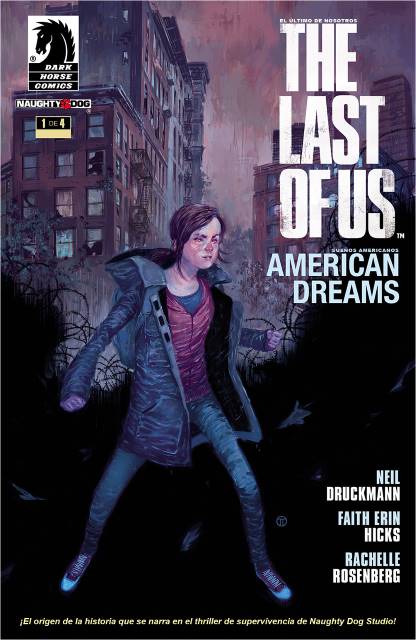 EL ÚLTIMO DE NOSOTROS
THE
LAST
OF US™
SUEÑOS AMERICANOS
AMERICAN
DREAMS
DARK
HORSE
COMICS
®
NAUGHTY DOG
1 DE 4
NEIL
DRUCKMANN
FAITH ERIN
HICKS
RACHELLE
ROSENBERG
¡El origen de la historia que se narra en el thriller de supervivencia de Naughty Dog Studio!